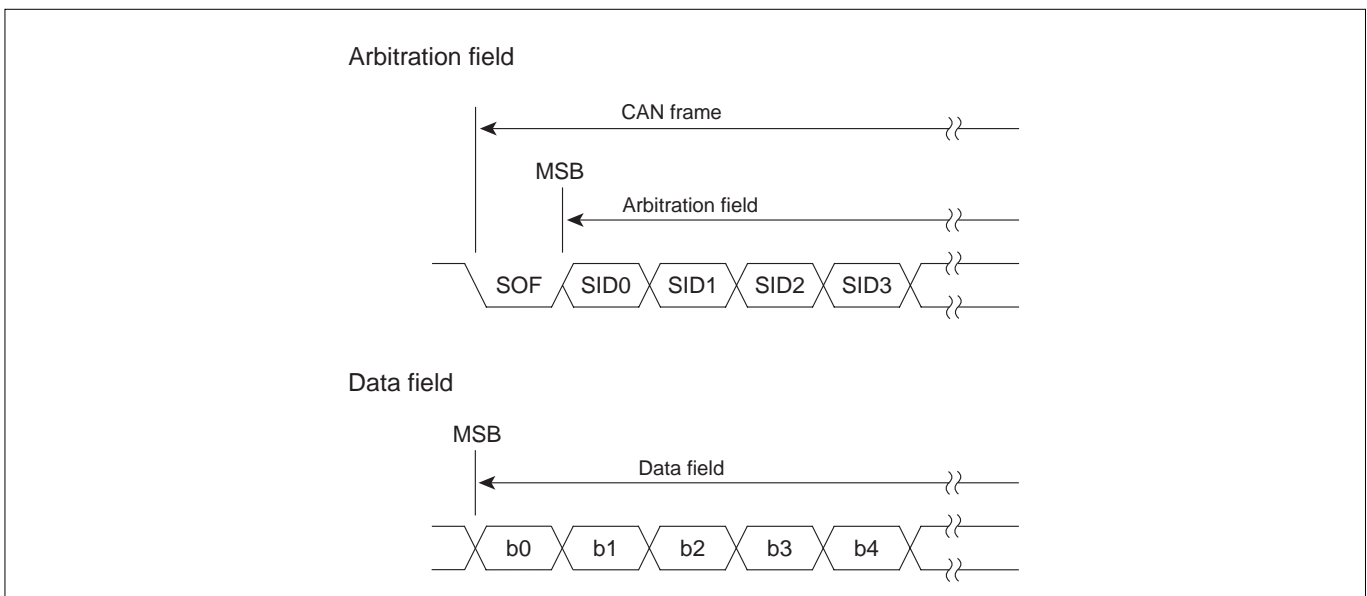 Arbitration field
CAN frame
MSB
Arbitration field
SOF SID0 SID1 SID2 SID3
Data field
MSB
Data field
b0 b1 b2 b3 b4